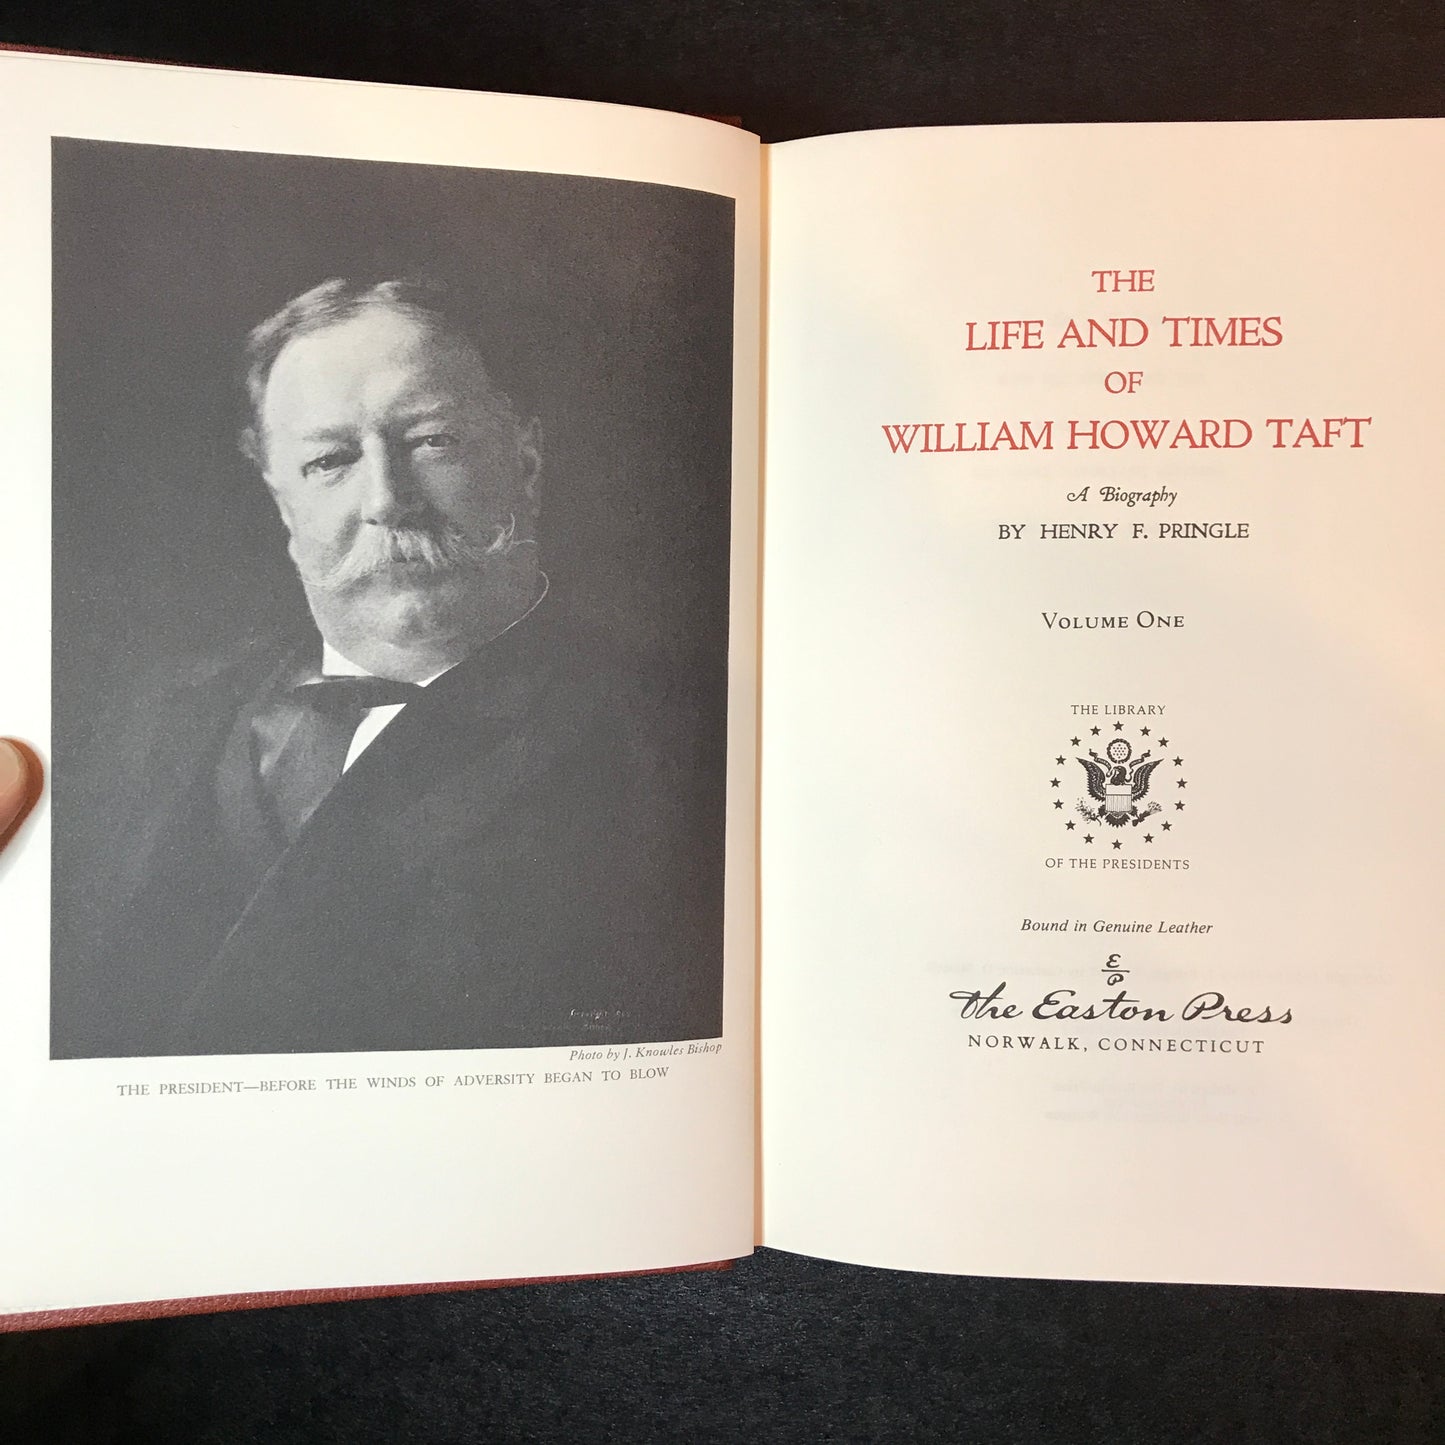 Photo by J. Knowles Bishop
THE PRESIDENT—BEFORE THE WINDS OF ADVERSITY BEGAN TO BLOW
THE
LIFE AND TIMES
OF
WILLIAM HOWARD TAFT
A Biography
BY HENRY F. PRINGLE
VOLUME ONE
THE LIBRARY
OF THE PRESIDENTS
Bound in Genuine Leather
E
P
The Easton Press
NORWALK, CONNECTICUT